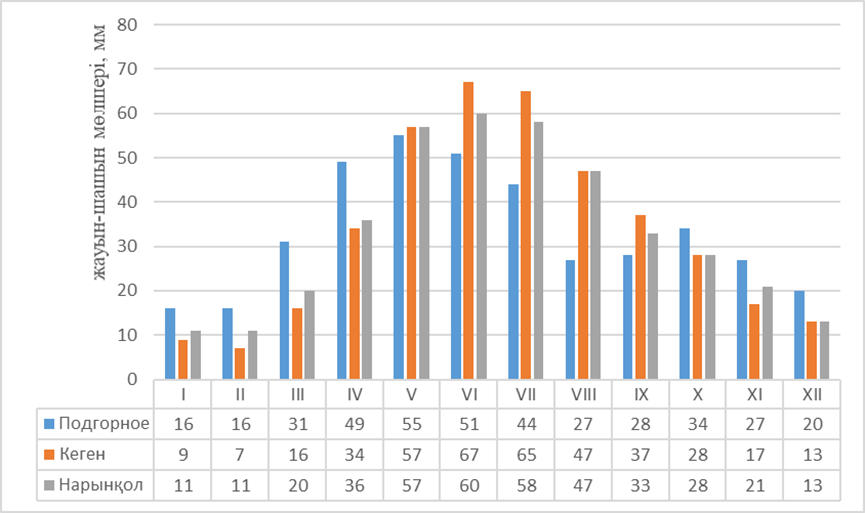 жауын-шашын мөлшері, мм
80
70
60
50
40
30
20
10
0
I II III IV V VI VII VIII IX X XI XII
Подгорное 16 16 31 49 55 51 44 27 28 34 27 20
Кеген 9 7 16 34 57 67 65 47 37 28 17 13
Нарынқол 11 11 20 36 57 60 58 47 33 28 21 13